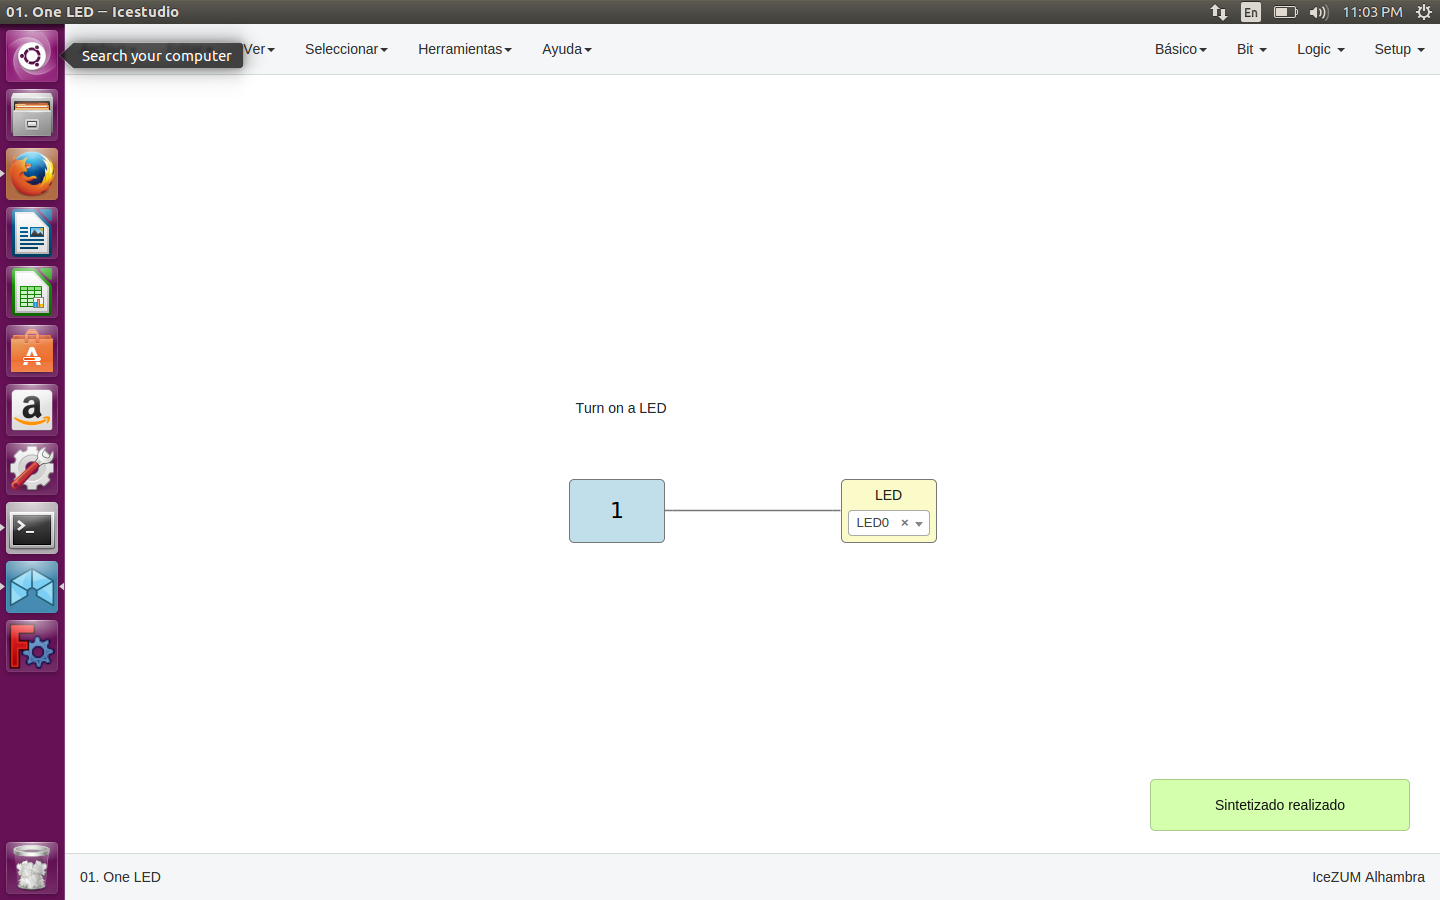 01. One LED — Icestudio
En
11:03 PM
Search your computer
Ver
Seleccionar
Herramientas
Ayuda
Básico
Bit
Logic
Setup
Turn on a LED
1
LED
LED0 ×
Sintetizado realizado
01. One LED
IceZUM Alhambra